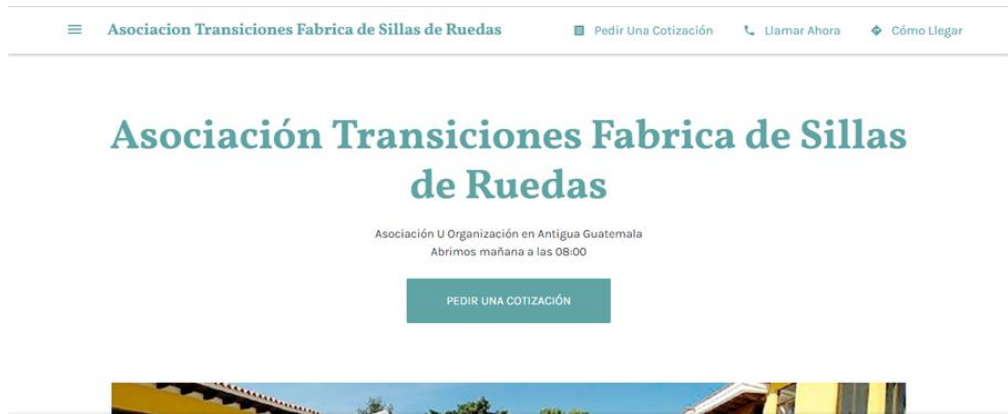 Asociacion Transiciones Fabrica de Sillas de Ruedas
Pedir Una Cotización
Llamar Ahora
Cómo Llegar
Asociación Transiciones Fabrica de Sillas
de Ruedas
Asociación U Organización en Antigua Guatemala
Abrimos mañana a las 08:00
PEDIR UNA COTIZACIÓN